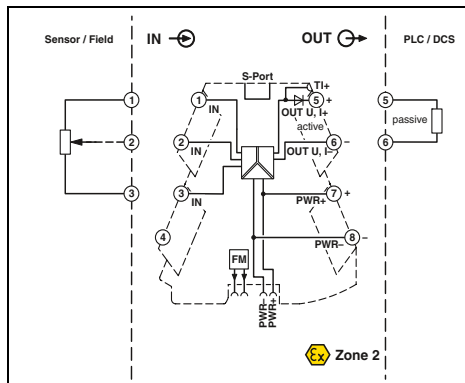 Sensor / Field
IN
OUT
PLC / DCS
S-Port
TI+
1
1
IN
5
+
OUT U, I+
active
5
passive
2
2
IN
6
–
OUT U, I–
6
3
3
IN
7
+
PWR+
4
8
–
PWR–
FM
PWR–
PWR+
Ex Zone 2